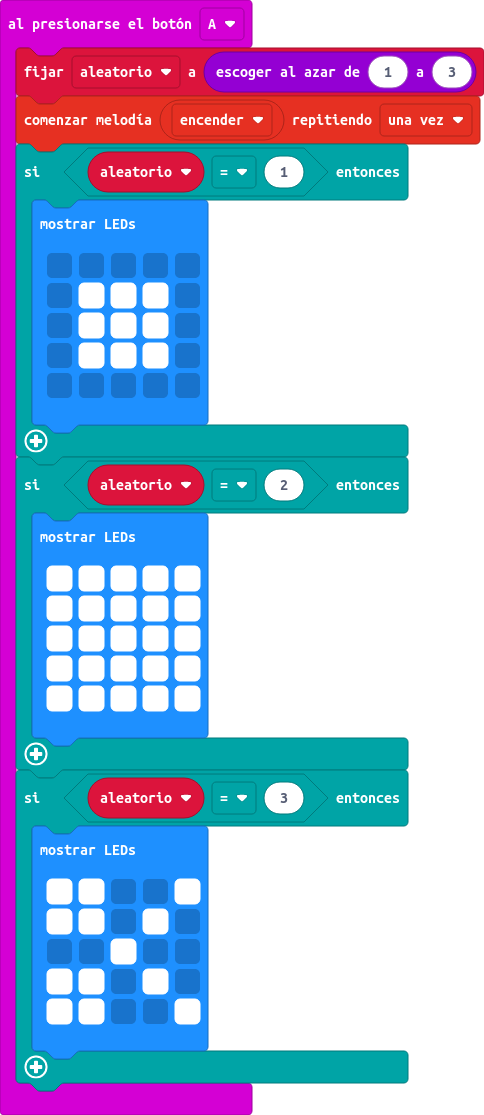 al presionarse el botón A
fijar aleatorio a escoger al azar de 1 a 3
comenzar melodía encender repitiendo una vez
si aleatorio = 1 entonces
mostrar LEDs
si aleatorio = 2 entonces
mostrar LEDs
si aleatorio = 3 entonces
mostrar LEDs